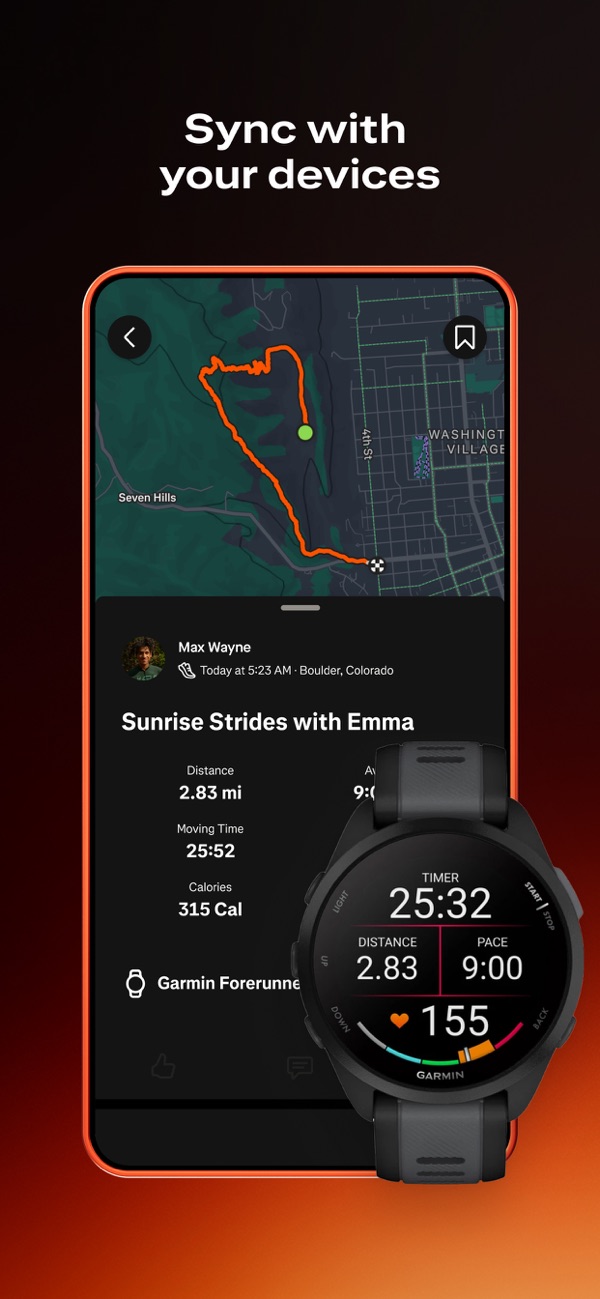 Sync with
your devices
4th St
WASHINGT
VILLAGE
Seven Hills
Max Wayne
Today at 5:23 AM · Boulder, Colorado
Sunrise Strides with Emma
Distance
2.83 mi
Moving Time
25:52
Calories
315 Cal
Garmin Forerunne
TIMER
25:32
LIGHT
START
STOP
DISTANCE
PACE
2.83
9:00
UP
155
DOWN
BACK
GARMIN